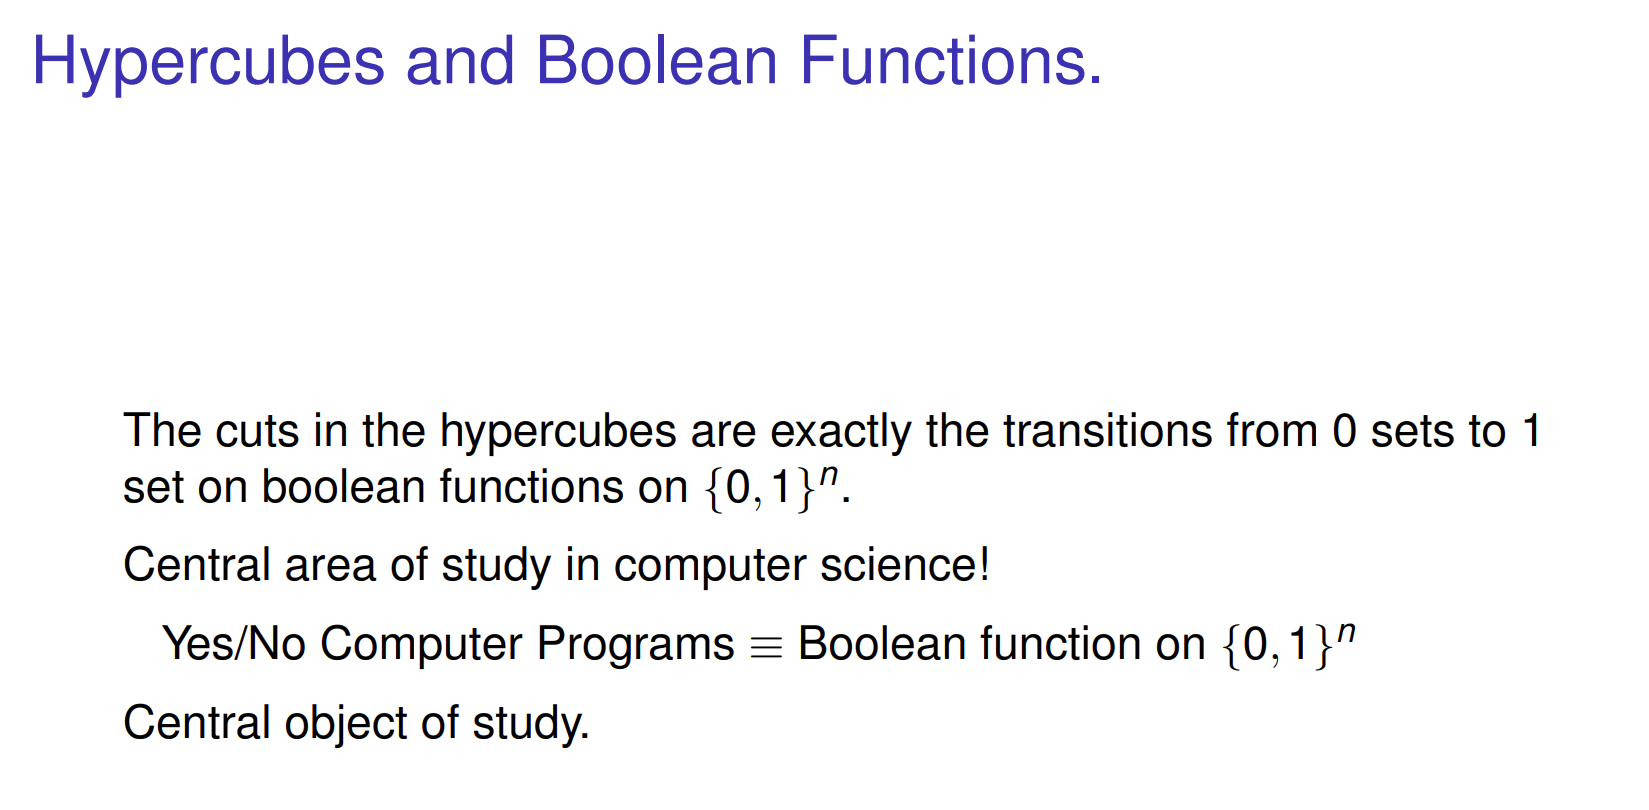 Hypercubes and Boolean Functions.
The cuts in the hypercubes are exactly the transitions from 0 sets to 1
set on boolean functions on {0,1}ⁿ.
Central area of study in computer science!
Yes/No Computer Programs ≡ Boolean function on {0,1}ⁿ
Central object of study.